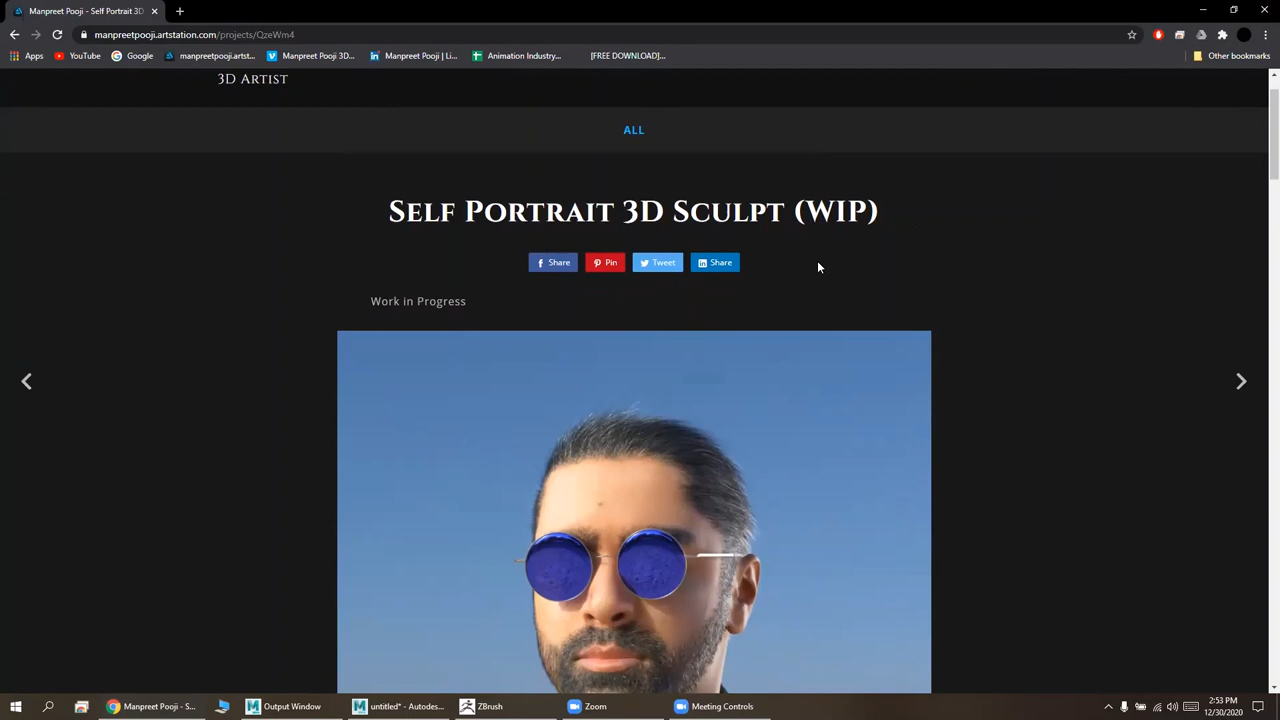 Manpreet Pooji - Self Portrait 3D
manpreetpooji.artstation.com/projects/QzeWm4
Apps YouTube Google manpreetpooji.artst... Manpreet Pooji 3D... Manpreet Pooji | Li... Animation Industry... [FREE DOWNLOAD]... Other bookmarks
3D Artist
ALL
Self Portrait 3D Sculpt (WIP)
Share Pin Tweet Share
Work in Progress
Manpreet Pooji - S... Output Window untitled* - Autodes... ZBrush Zoom Meeting Controls
2:53 PM
12/30/2020